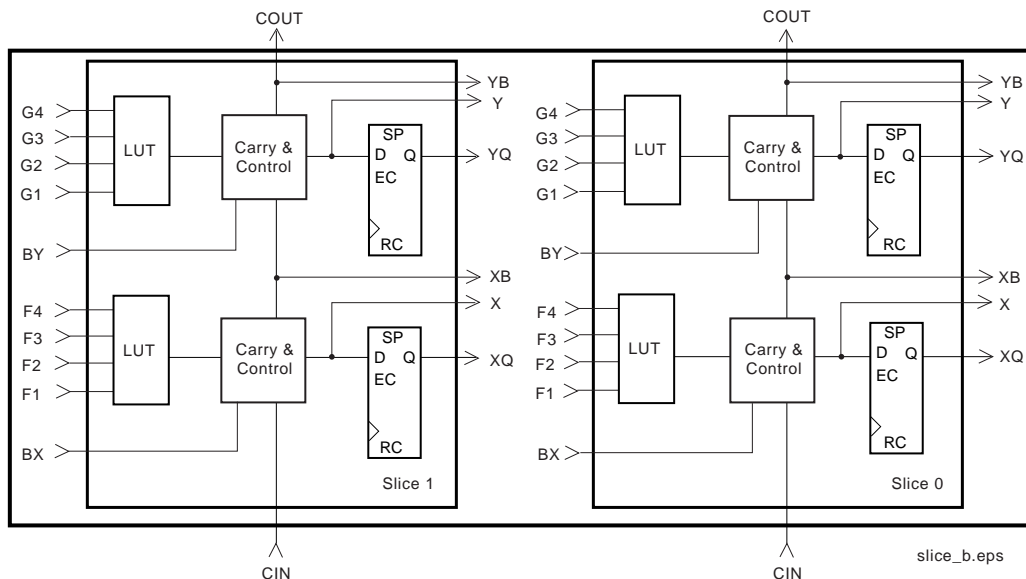 COUT
YB
Y
G4
G3
G2
G1
LUT
Carry &
Control
SP
D Q
EC
RC
YQ
BY
XB
X
F4
F3
F2
F1
LUT
Carry &
Control
SP
D Q
EC
RC
XQ
BX
Slice 1
CIN
COUT
YB
Y
G4
G3
G2
G1
LUT
Carry &
Control
SP
D Q
EC
RC
YQ
BY
XB
X
F4
F3
F2
F1
LUT
Carry &
Control
SP
D Q
EC
RC
XQ
BX
Slice 0
CIN
slice_b.eps